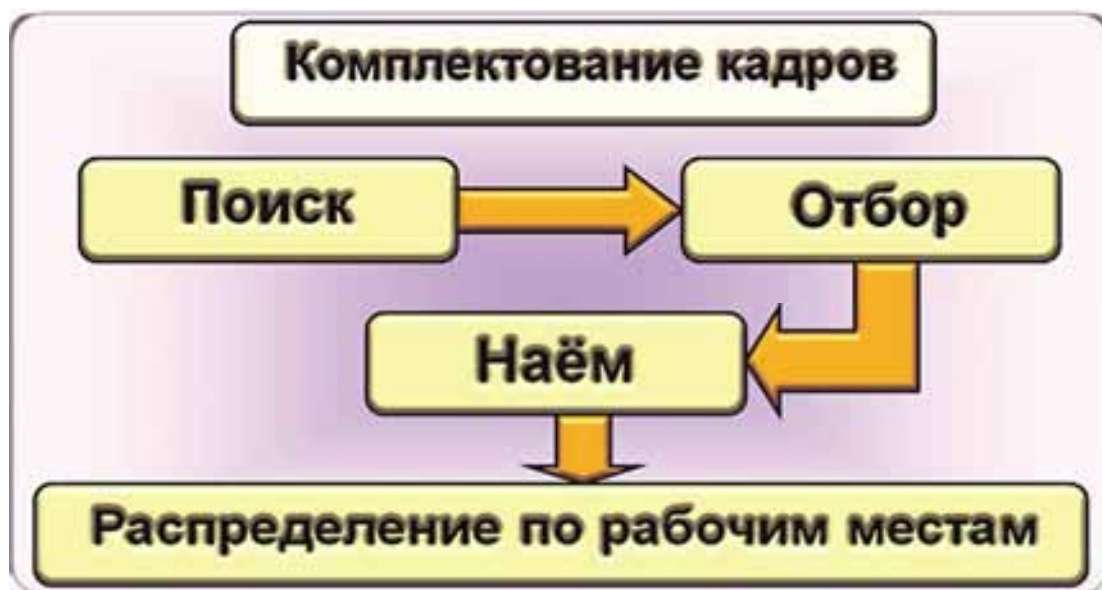 Комплектование кадров
Поиск
Отбор
Наём
Распределение по рабочим местам